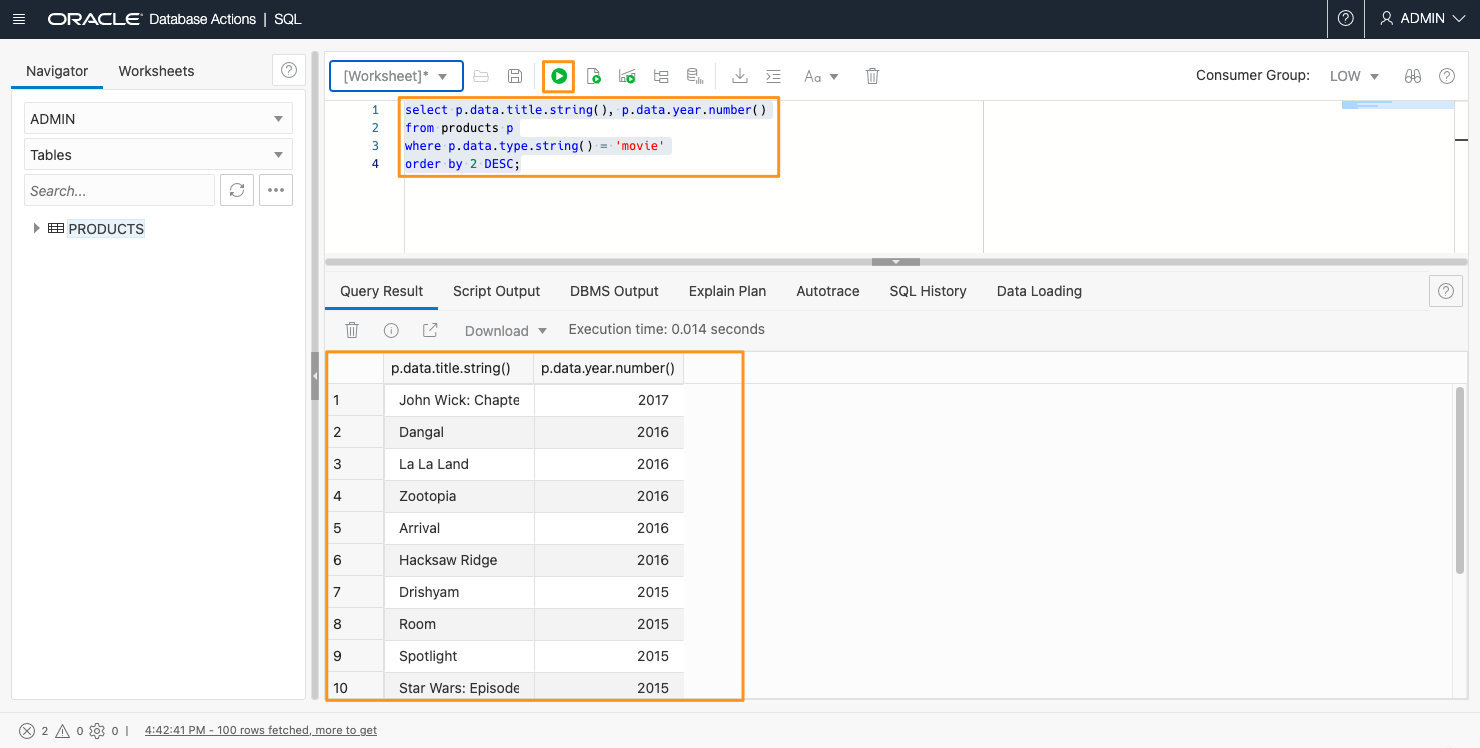 ORACLE Database Actions | SQL
ADMIN
Navigator Worksheets
ADMIN
Tables
Search...
PRODUCTS
[Worksheet]*
Aa
Consumer Group: LOW
1 select p.data.title.string(), p.data.year.number()
2 from products p
3 where p.data.type.string() = 'movie'
4 order by 2 DESC;
Query Result Script Output DBMS Output Explain Plan Autotrace SQL History Data Loading
Download Execution time: 0.014 seconds
p.data.title.string() p.data.year.number()
1 John Wick: Chapte 2017
2 Dangal 2016
3 La La Land 2016
4 Zootopia 2016
5 Arrival 2016
6 Hacksaw Ridge 2016
7 Drishyam 2015
8 Room 2015
9 Spotlight 2015
10 Star Wars: Episode 2015
2 0 0 | 4:42:41 PM - 100 rows fetched, more to get